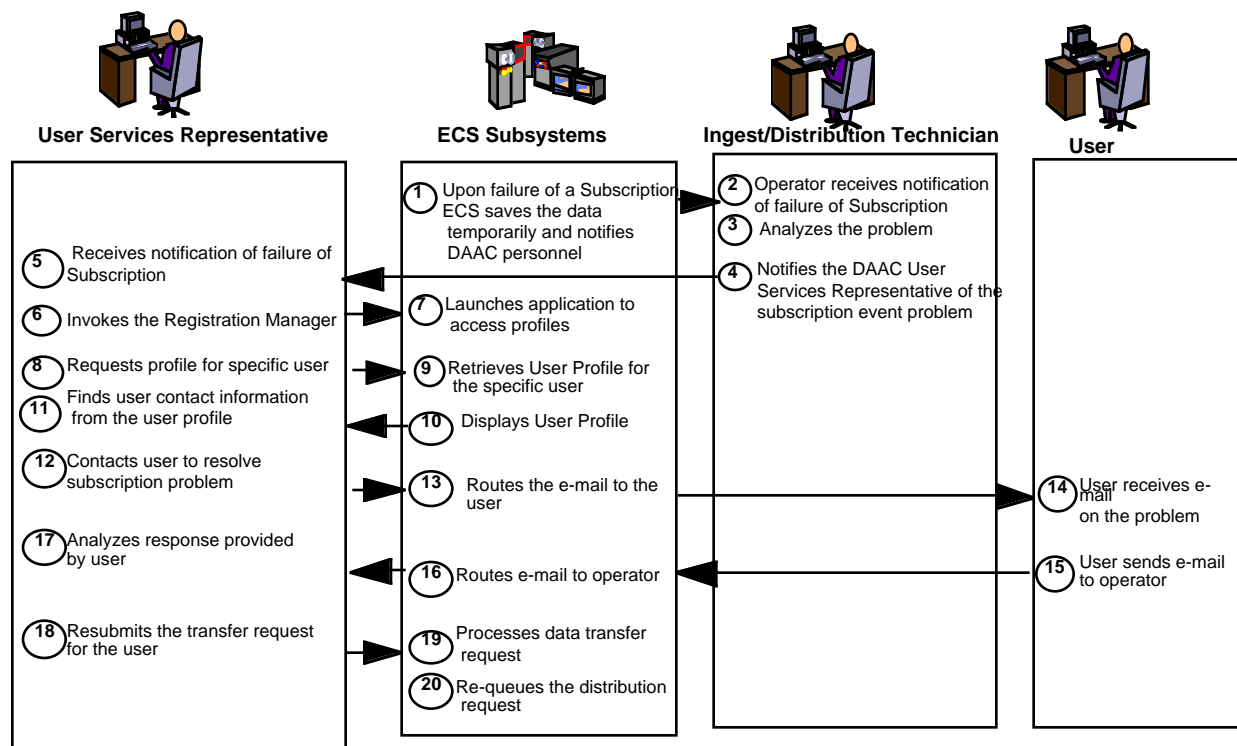 User Services Representative
ECS Subsystems
Ingest/Distribution Technician
User
1 Upon failure of a Subscription
ECS saves the data
temporarily and notifies
DAAC personnel
2 Operator receives notification
of failure of Subscription
3 Analyzes the problem
4 Notifies the DAAC User
Services Representative of the
subscription event problem
5 Receives notification of failure of
Subscription
6 Invokes the Registration Manager
7 Launches application to
access profiles
8 Requests profile for specific user
9 Retrieves User Profile for
the specific user
11 Finds user contact information
from the user profile
10 Displays User Profile
12 Contacts user to resolve
subscription problem
13 Routes the e-mail to the
user
14 User receives e-
mail
on the problem
17 Analyzes response provided
by user
16 Routes e-mail to operator
15 User sends e-mail
to operator
18 Resubmits the transfer request
for the user
19 Processes data transfer
request
20 Re-queues the distribution
request